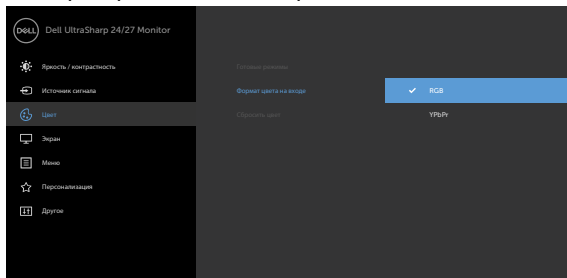 DELL
Dell UltraSharp 24/27 Monitor
Яркость / контрастность
Готовые режимы
Источник сигнала
Формат цвета на входе
RGB
Цвет
Сбросить цвет
YPbPr
Экран
Меню
Персонализация
Другое